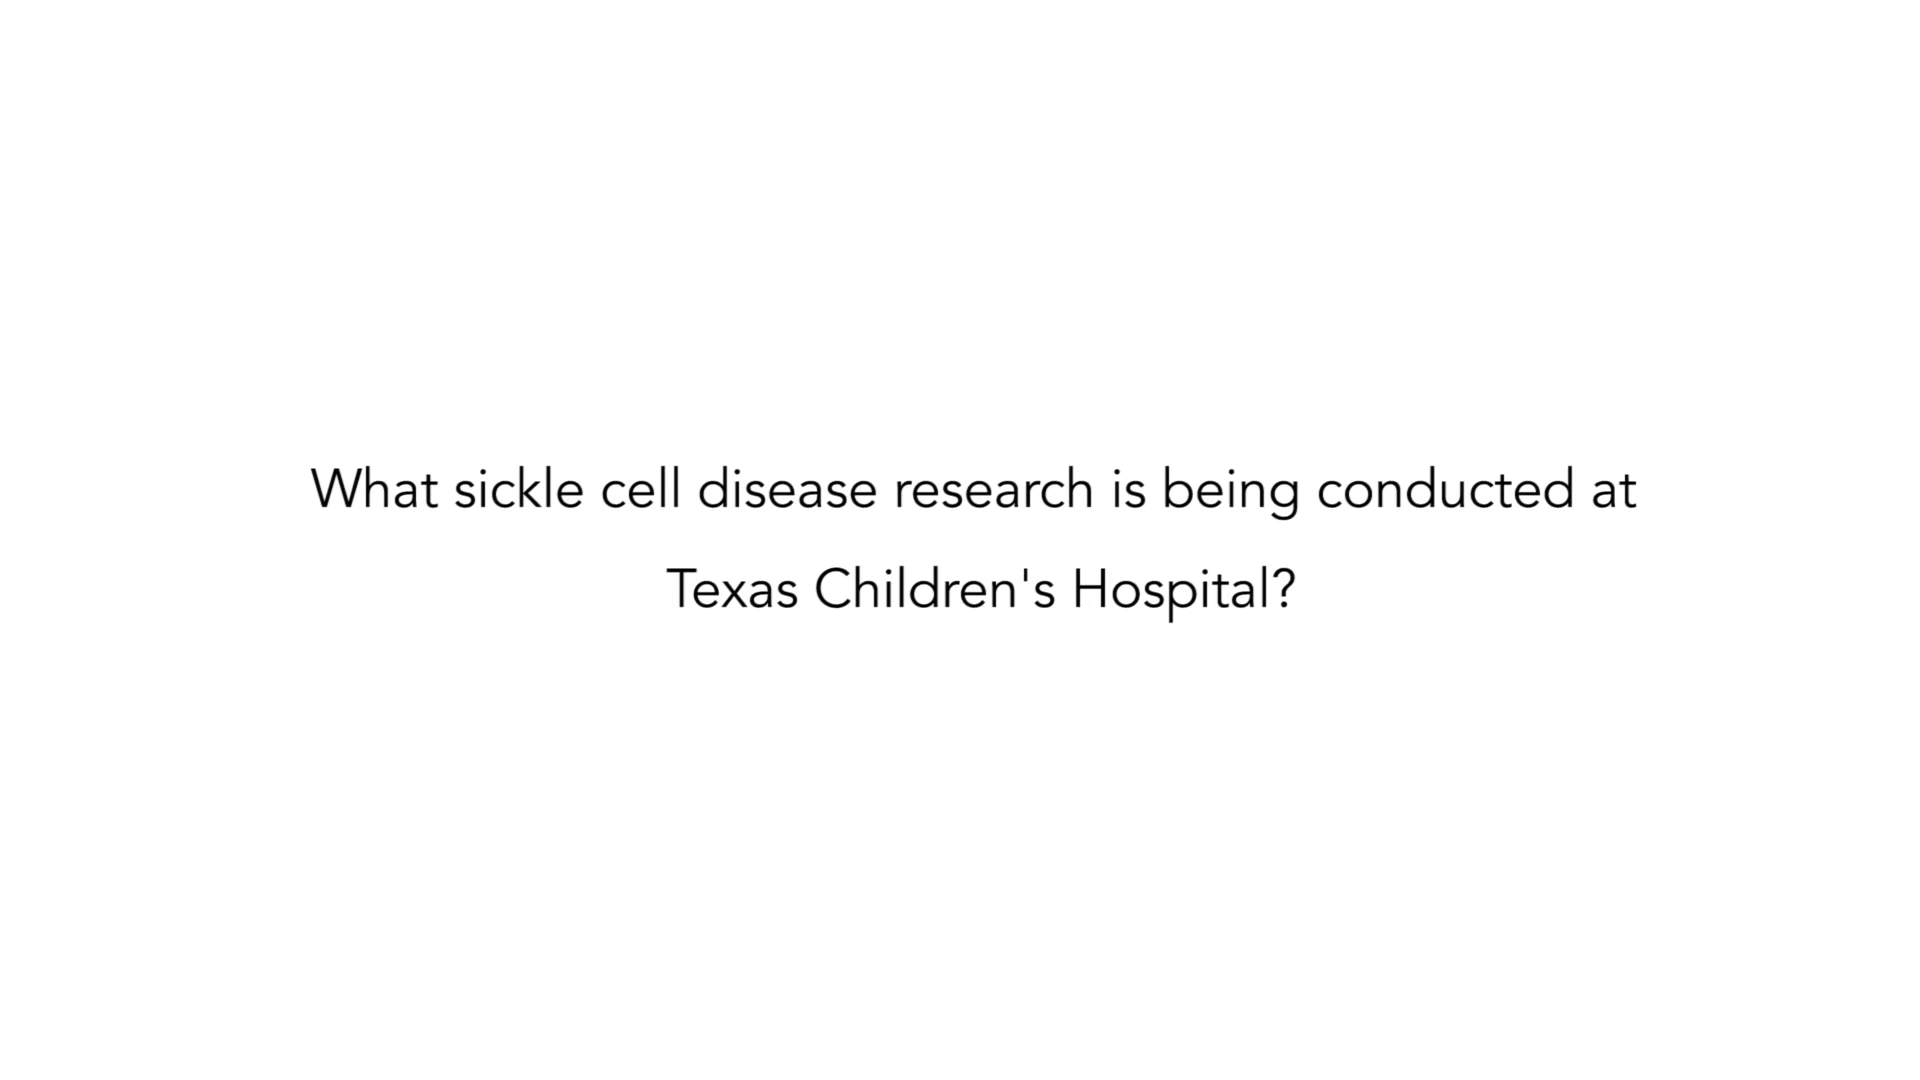 What sickle cell disease research is being conducted at
Texas Children's Hospital?